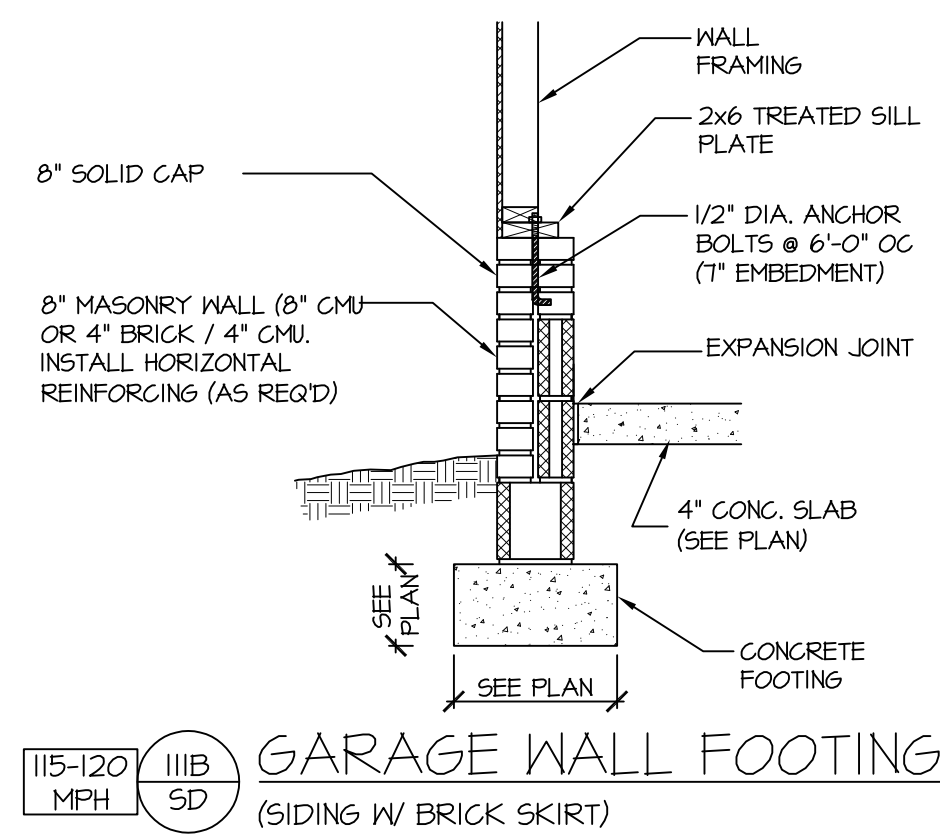 WALL
FRAMING
2x6 TREATED SILL
PLATE
8" SOLID CAP
1/2" DIA. ANCHOR
BOLTS @ 6'-0" OC
(7" EMBEDMENT)
8" MASONRY WALL (8" CMU
OR 4" BRICK / 4" CMU.
INSTALL HORIZONTAL
REINFORCING (AS REQ'D)
EXPANSION JOINT
4" CONC. SLAB
(SEE PLAN)
SEE
PLAN
CONCRETE
FOOTING
SEE PLAN
115-120
MPH
111B
SD
GARAGE WALL FOOTING
(SIDING W/ BRICK SKIRT)